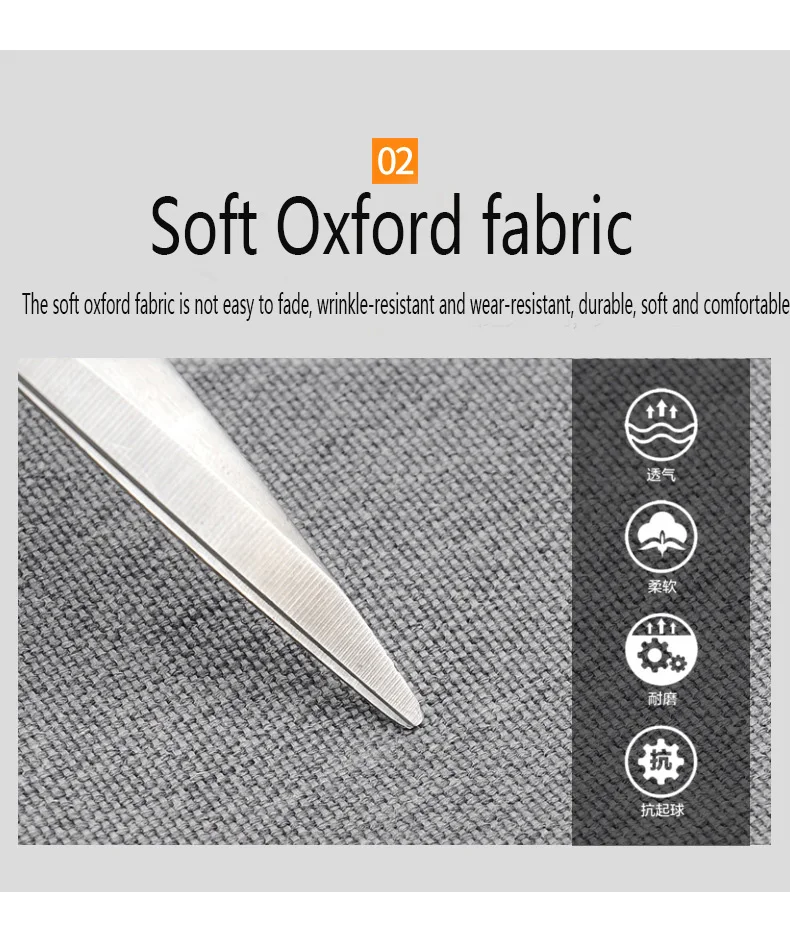 02
Soft Oxford fabric
The soft oxford fabric is not easy to fade, wrinkle-resistant and wear-resistant, durable, soft and comfortable
透气
柔软
耐磨
抗
抗起球